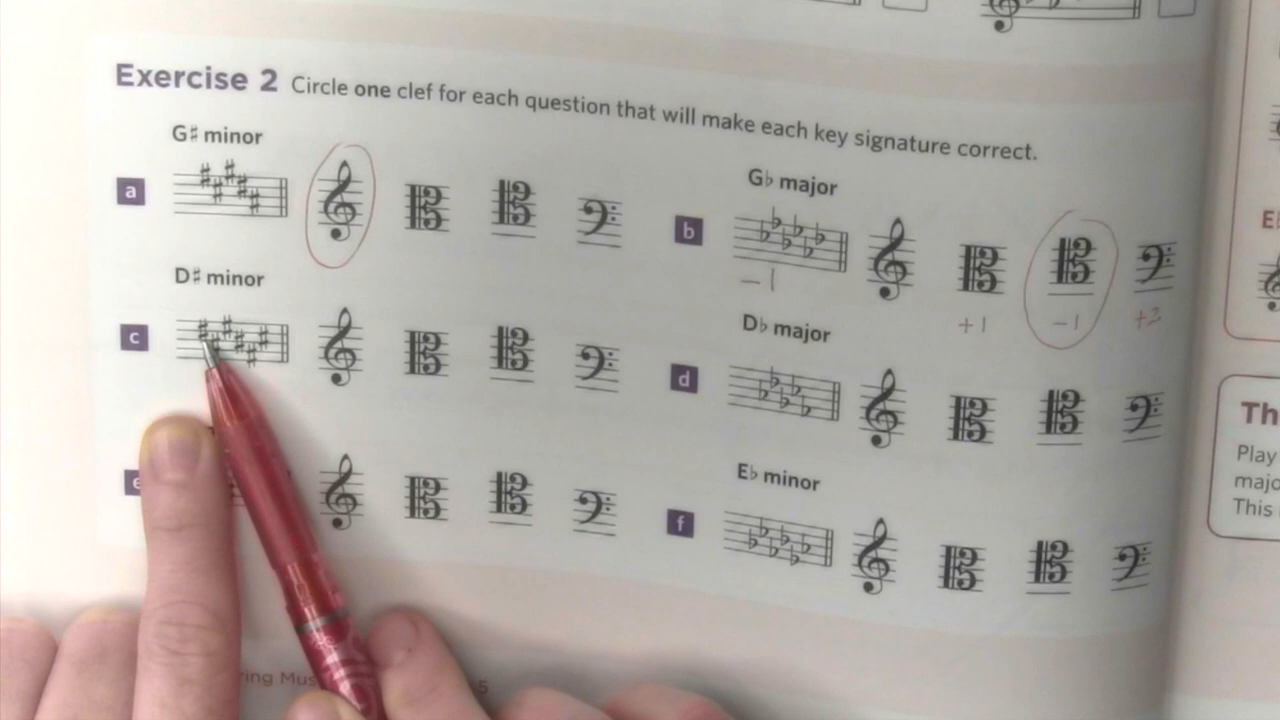 Exercise 2 Circle one clef for each question that will make each key signature correct.
G♯ minor
a
G♭ major
b
−1
+1
−1
D♯ minor
c
D♭ major
d
e
E♭ minor
f
5
Th
Play
majo
This